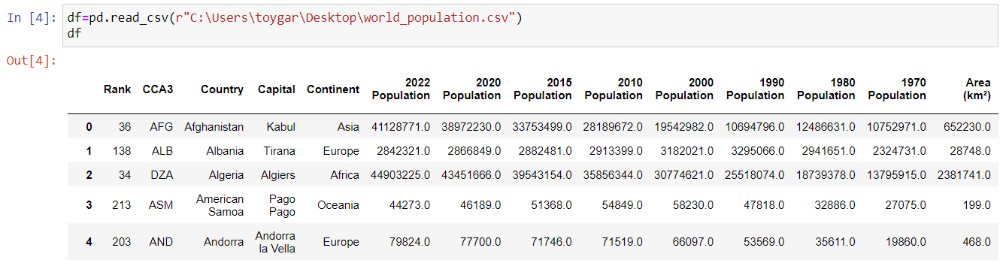 In [4]: df=pd.read_csv(r"C:\Users\toygar\Desktop\world_population.csv")
df
Out[4]:
Rank CCA3 Country Capital Continent 2022 Population 2020 Population 2015 Population 2010 Population 2000 Population 1990 Population 1980 Population 1970 Population Area (km²)
0 36 AFG Afghanistan Kabul Asia 41128771.0 38972230.0 33753499.0 28189672.0 19542982.0 10694796.0 12486631.0 10752971.0 652230.0
1 138 ALB Albania Tirana Europe 2842321.0 2866849.0 2882481.0 2913399.0 3182021.0 3295066.0 2941651.0 2324731.0 28748.0
2 34 DZA Algeria Algiers Africa 44903225.0 43451666.0 39543154.0 35856344.0 30774621.0 25518074.0 18739378.0 13795915.0 2381741.0
3 213 ASM American Samoa Pago Pago Oceania 44273.0 46189.0 51368.0 54849.0 58230.0 47818.0 32886.0 27075.0 199.0
4 203 AND Andorra Andorra la Vella Europe 79824.0 77700.0 71746.0 71519.0 66097.0 53569.0 35611.0 19860.0 468.0